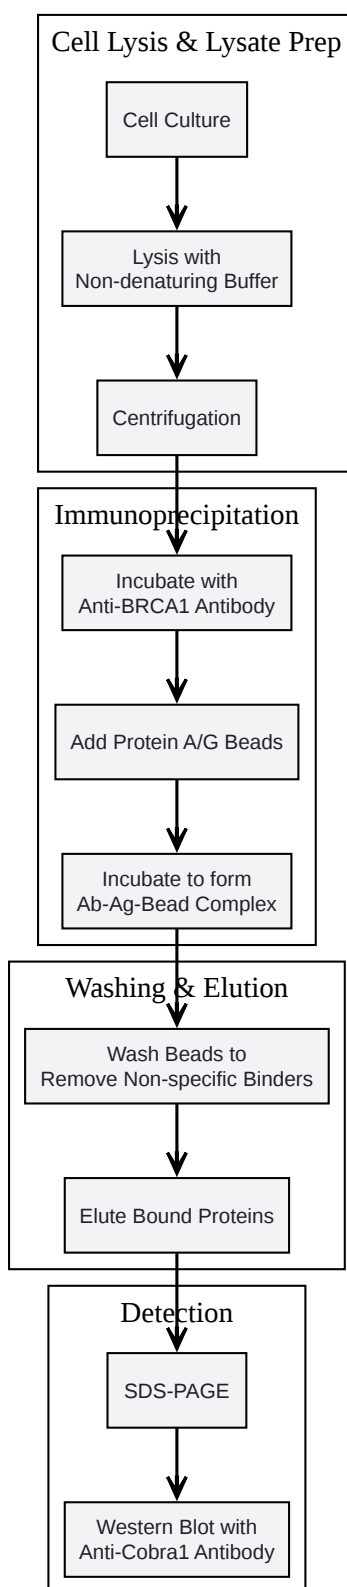 Cell Lysis & Lysate Prep
Cell Culture
Lysis with
Non-denaturing Buffer
Centrifugation
Immunoprecipitation
Incubate with
Anti-BRCA1 Antibody
Add Protein A/G Beads
Incubate to form
Ab-Ag-Bead Complex
Washing & Elution
Wash Beads to
Remove Non-specific Binders
Elute Bound Proteins
Detection
SDS-PAGE
Western Blot with
Anti-Cobra1 Antibody